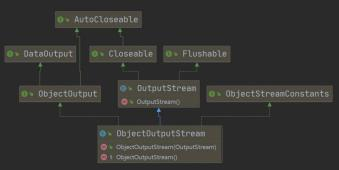 AutoCloseable
DataOutput
Closeable
Flushable
ObjectOutput
OutputStream
OutputStream()
ObjectStreamConstants
ObjectOutputStream
ObjectOutputStream(OutputStream)
ObjectOutputStream()